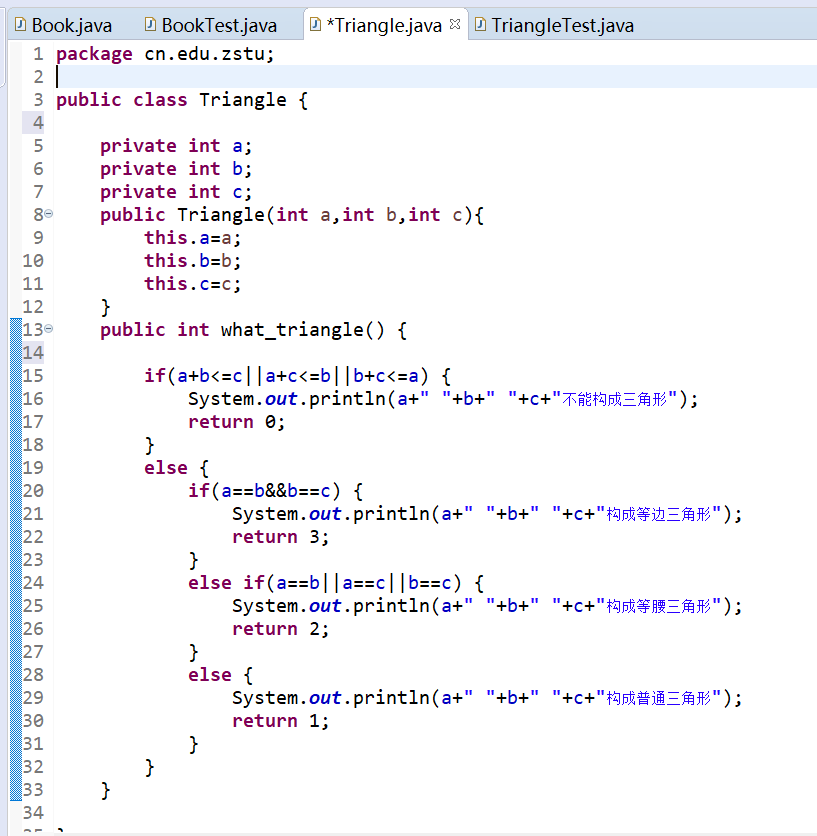 Book.java BookTest.java *Triangle.java TriangleTest.java
1 package cn.edu.zstu;
2
3 public class Triangle {
4
5     private int a;
6     private int b;
7     private int c;
8     public Triangle(int a,int b,int c){
9         this.a=a;
10         this.b=b;
11         this.c=c;
12     }
13     public int what_triangle() {
14
15         if(a+b<=c||a+c<=b||b+c<=a) {
16             System.out.println(a+" "+b+" "+c+"不能构成三角形");
17             return 0;
18         }
19         else {
20             if(a==b&&b==c) {
21                 System.out.println(a+" "+b+" "+c+"构成等边三角形");
22                 return 3;
23             }
24             else if(a==b||a==c||b==c) {
25                 System.out.println(a+" "+b+" "+c+"构成等腰三角形");
26                 return 2;
27             }
28             else {
29                 System.out.println(a+" "+b+" "+c+"构成普通三角形");
30                 return 1;
31             }
32         }
33     }
34